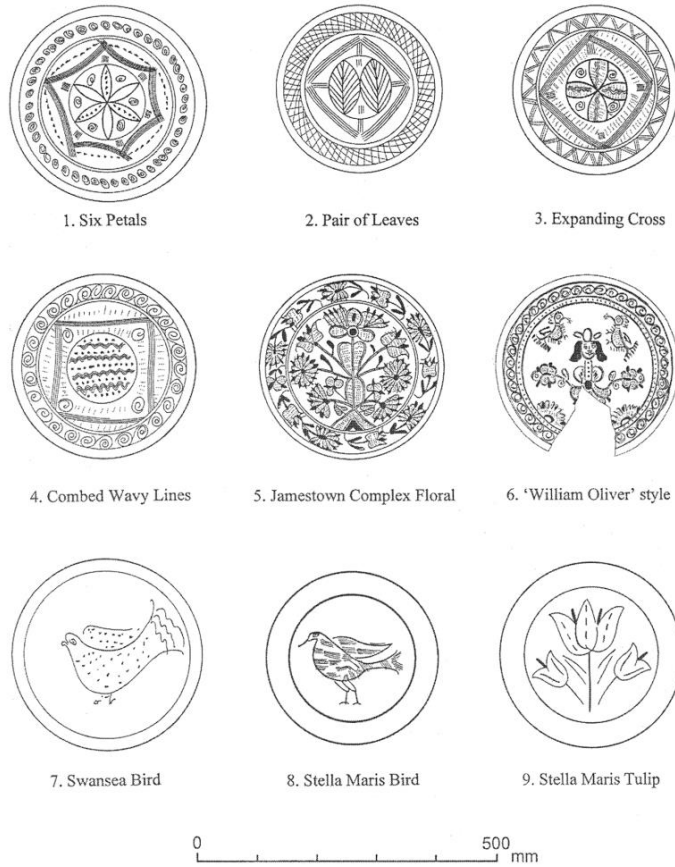 1. Six Petals
2. Pair of Leaves
3. Expanding Cross
4. Combed Wavy Lines
5. Jamestown Complex Floral
6. ‘William Oliver’ style
7. Swansea Bird
8. Stella Maris Bird
9. Stella Maris Tulip
0 500
mm